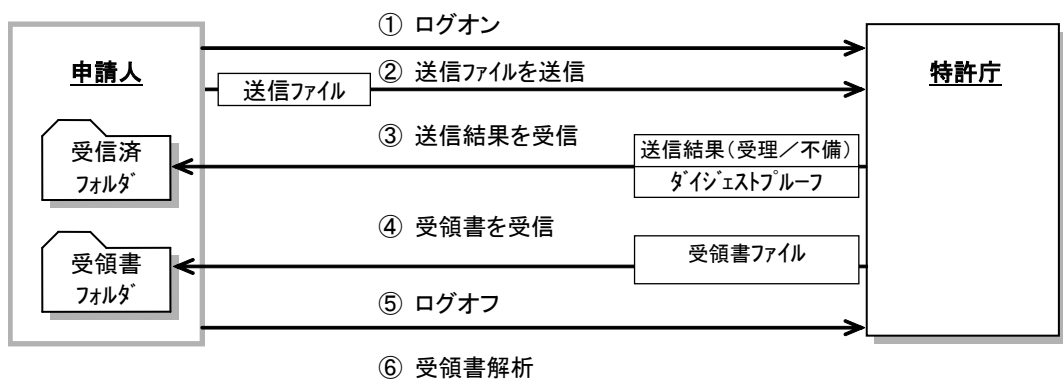 ① ログオン
申請人
特許庁
② 送信ファイルを送信
送信ﾌｧｲﾙ
③ 送信結果を受信
受信済
ﾌｫﾙﾀﾞ
送信結果（受理／不備）
ﾀﾞｲｼﾞｪｽﾄﾌﾟﾙｰﾌ
④ 受領書を受信
受領書
ﾌｫﾙﾀﾞ
受領書ﾌｧｲﾙ
⑤ ログオフ
⑥ 受領書解析